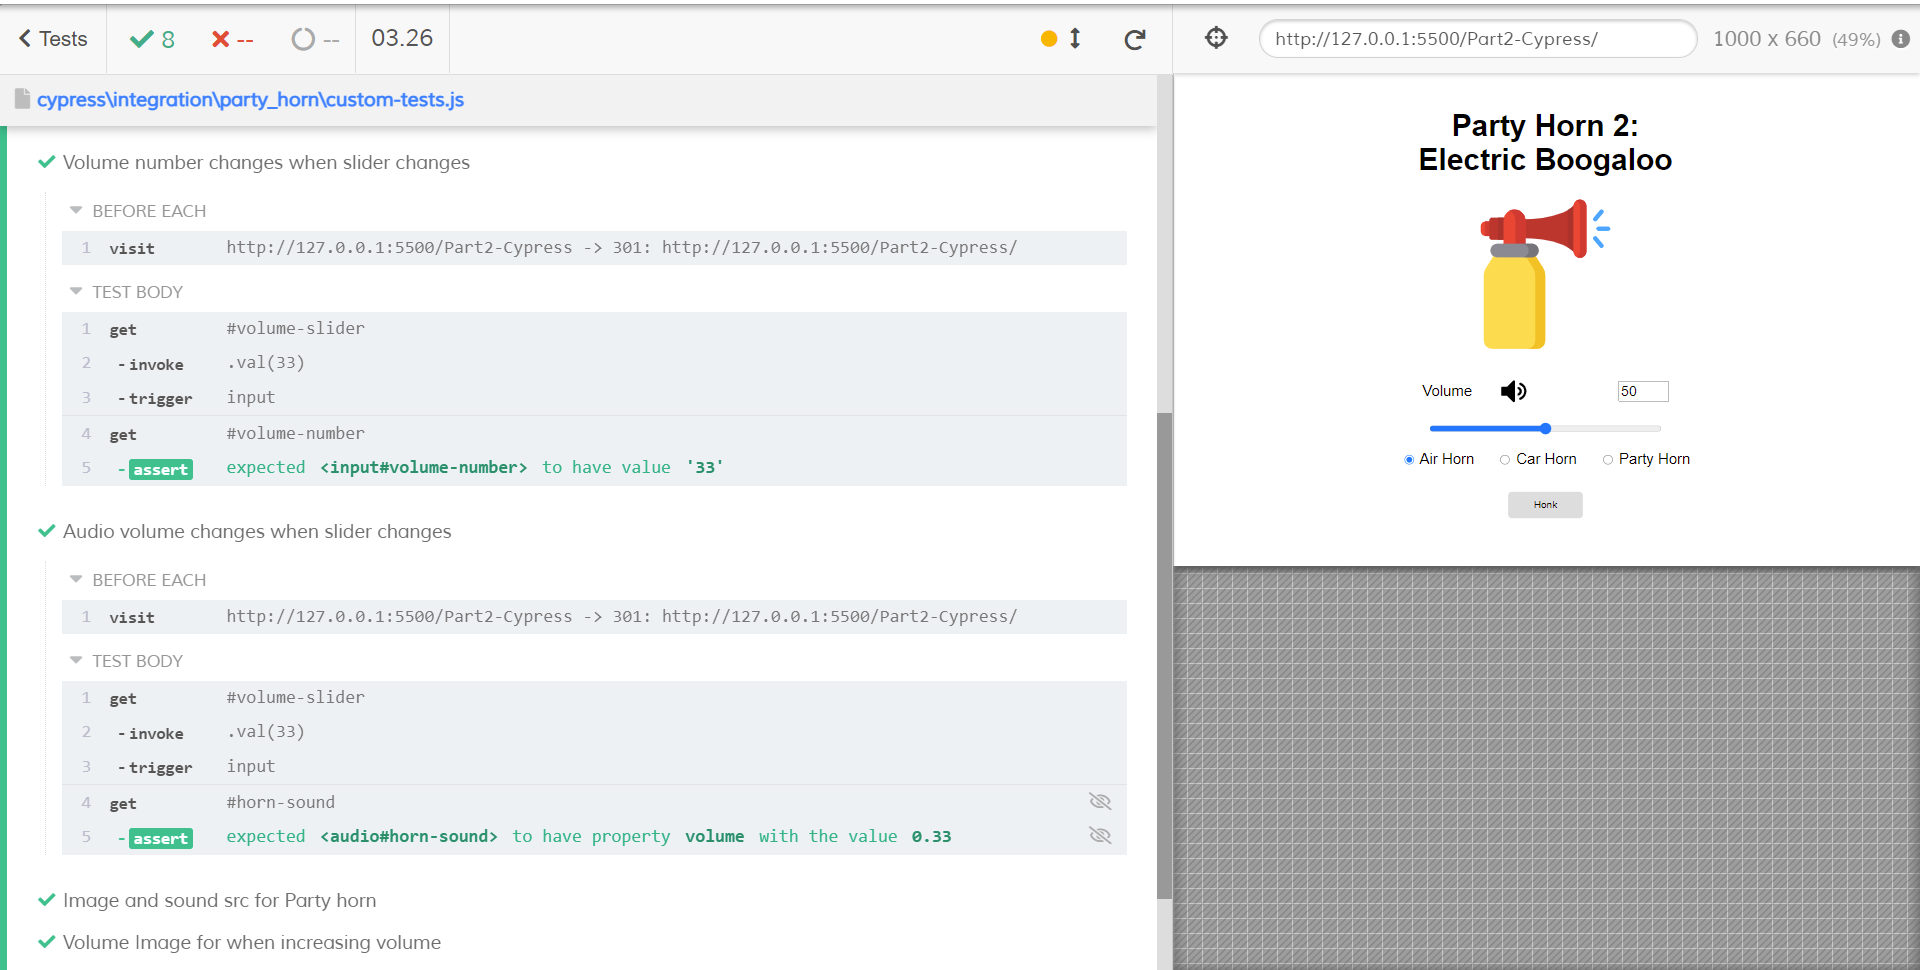 Tests 8 -- -- 03.26
http://127.0.0.1:5500/Part2-Cypress/ 1000 x 660 (49%)
cypress\integration\party_horn\custom-tests.js
Volume number changes when slider changes
BEFORE EACH
1 visit http://127.0.0.1:5500/Part2-Cypress -> 301: http://127.0.0.1:5500/Part2-Cypress/
TEST BODY
1 get #volume-slider
2 -invoke .val(33)
3 -trigger input
4 get #volume-number
5 -assert expected <input#volume-number> to have value '33'
Audio volume changes when slider changes
BEFORE EACH
1 visit http://127.0.0.1:5500/Part2-Cypress -> 301: http://127.0.0.1:5500/Part2-Cypress/
TEST BODY
1 get #volume-slider
2 -invoke .val(33)
3 -trigger input
4 get #horn-sound
5 -assert expected <audio#horn-sound> to have property volume with the value 0.33
Image and sound src for Party horn
Volume Image for when increasing volume
Party Horn 2:
Electric Boogaloo
Volume 50
Air Horn Car Horn Party Horn
Honk